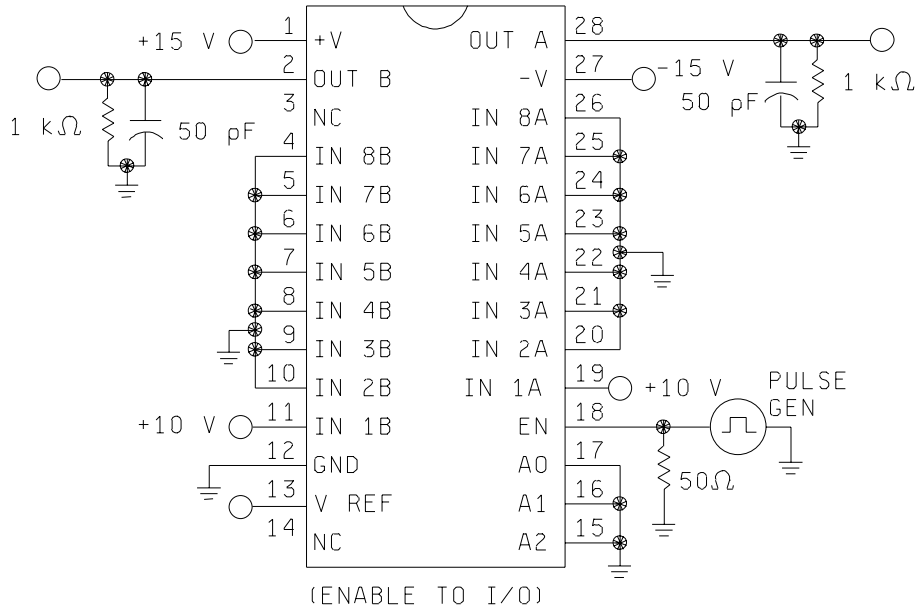 +15 V
1
+V
OUT A
28
2
OUT B
-V
27
-15 V
1 kΩ
50 pF
50 pF
1 kΩ
3
NC
IN 8A
26
4
IN 8B
IN 7A
25
5
IN 7B
IN 6A
24
6
IN 6B
IN 5A
23
7
IN 5B
IN 4A
22
8
IN 4B
IN 3A
21
9
IN 3B
IN 2A
20
10
IN 2B
IN 1A
19
+10 V
PULSE
GEN
+10 V
11
IN 1B
EN
18
12
GND
A0
17
50Ω
13
V REF
A1
16
14
NC
A2
15
(ENABLE TO I/O)